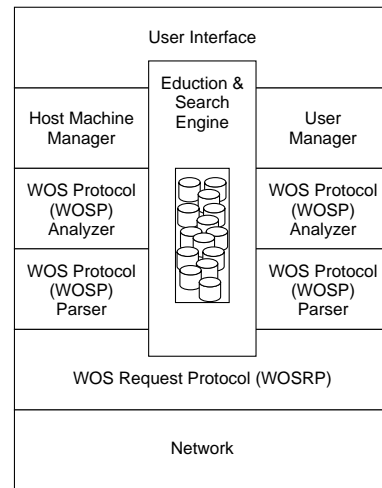 User Interface
Eduction &
Search
Engine
Host Machine
Manager
User
Manager
WOS Protocol
(WOSP)
Analyzer
WOS Protocol
(WOSP)
Analyzer
WOS Protocol
(WOSP)
Parser
WOS Protocol
(WOSP)
Parser
WOS Request Protocol (WOSRP)
Network